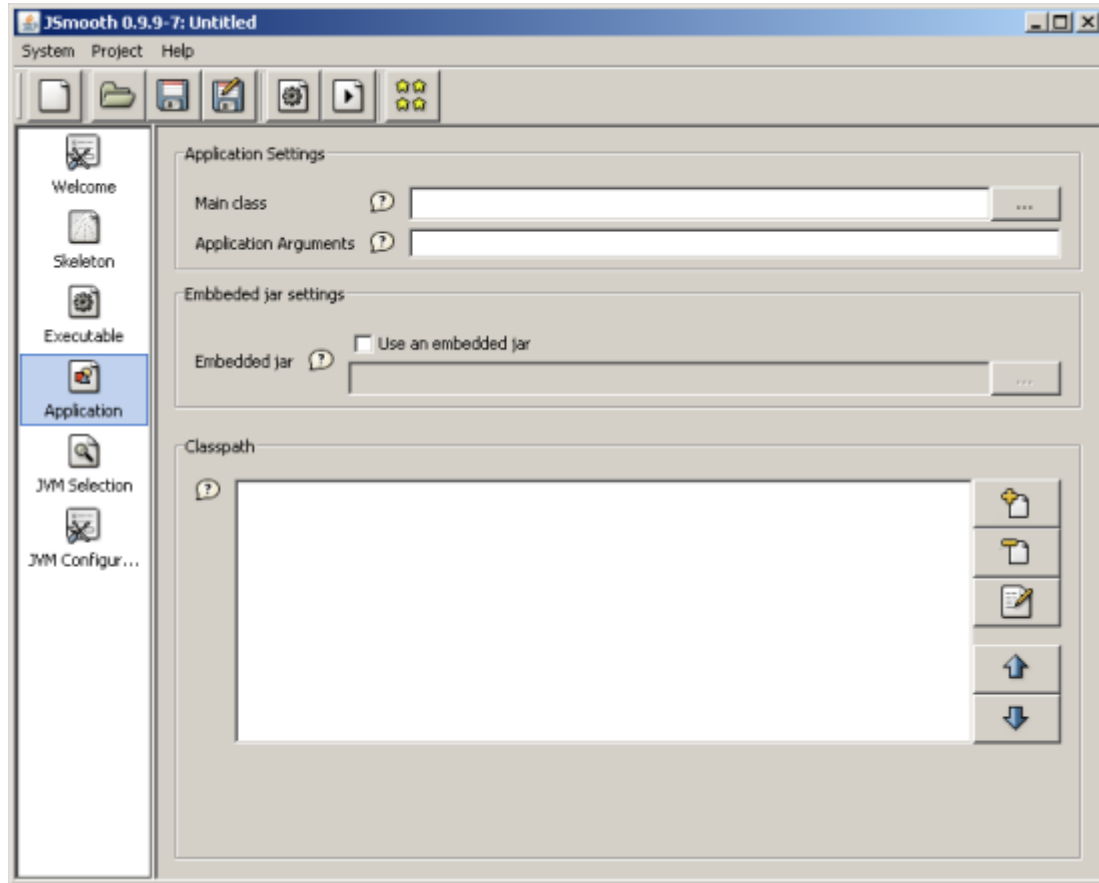 JSmooth 0.9.9-7: Untitled
System Project Help
Welcome
Skeleton
Executable
Application
JVM Selection
JVM Configur...
Application Settings
Main class
...
Application Arguments
Embbeded jar settings
Use an embedded jar
Embedded jar
...
Classpath